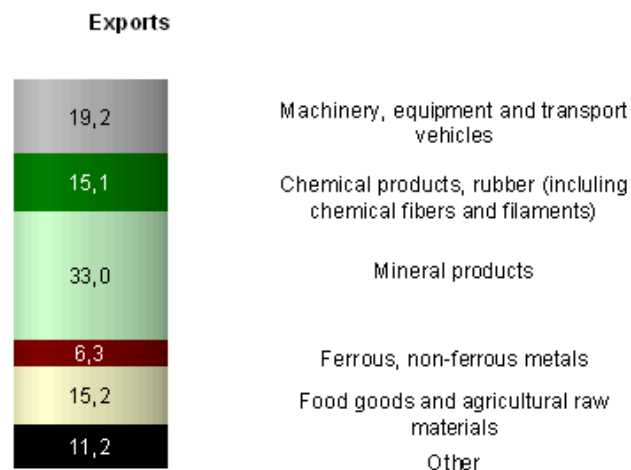 Exports
19,2
Machinery, equipment and transport
vehicles
15,1
Chemical products, rubber (incluling
chemical fibers and filaments)
33,0
Mineral products
6,3
Ferrous, non-ferrous metals
15,2
Food goods and agricultural raw
materials
11,2
Other